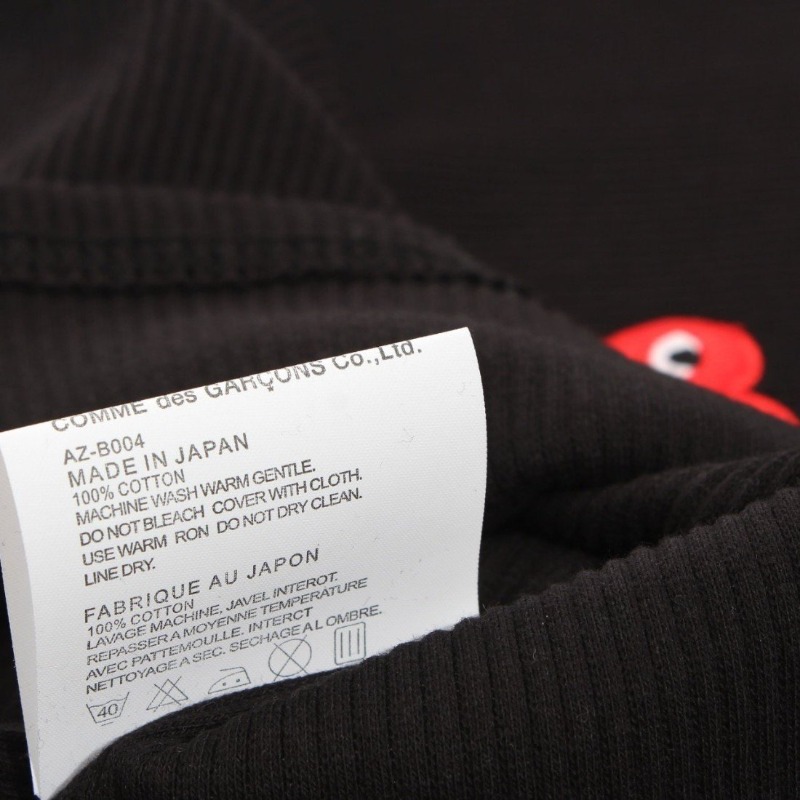 COMME des GARÇONS Co.,Ltd.
AZ-B004
MADE IN JAPAN
100% COTTON
MACHINE WASH WARM GENTLE.
DO NOT BLEACH COVER WITH CLOTH.
USE WARM RON DO NOT DRY CLEAN.
LINE DRY.
FABRIQUE AU JAPON
100% COTTON
LAVAGE MACHINE, JAVEL INTEROT.
REPASSER A MOYENNE TEMPERATURE
AVEC PATTEMOULLE. INTERCT
NETTOYAGE A SEC. SECHAGE A L OMBRE.
40